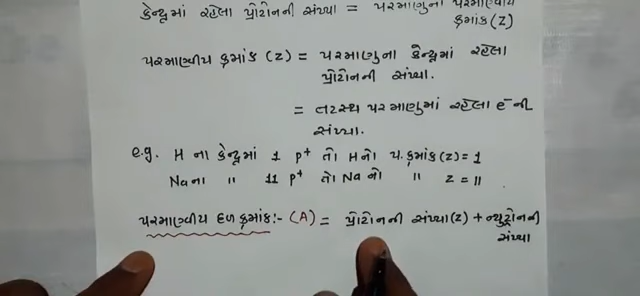 કેન્દ્રમાં રહેલા પ્રોટોનની સંખ્યા = પરમાણુના પરમાણ્વીય
ક્રમાંક (Z)
પરમાણ્વીય ક્રમાંક (Z) = પરમાણુના કેન્દ્રમાં રહેલા
પ્રોટોનની સંખ્યા.
= તટસ્થ પરમાણુમાં રહેલા e⁻ ની
સંખ્યા.
e.g. H ના કેન્દ્રમાં 1 p⁺ તો H નો પ. ક્રમાંક (Z) = 1
Na ના " 11 p⁺ તો Na નો " Z = 11
પરમાણ્વીય દળ ક્રમાંક :- (A) = પ્રોટોનની સંખ્યા (Z) + ન્યુટ્રોનની
સંખ્યા